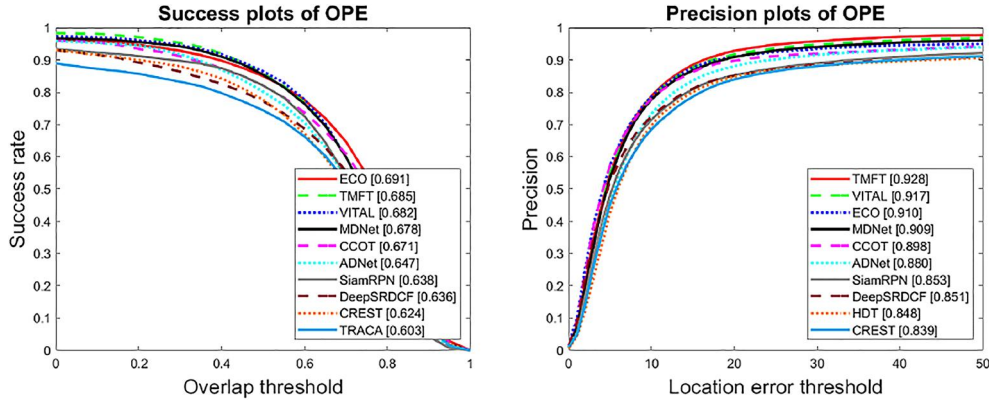 Success plots of OPE
1
0.9
0.8
0.7
0.6
0.5
0.4
0.3
0.2
0.1
0
Success rate
ECO [0.691]
TMFT [0.685]
VITAL [0.682]
MDNet [0.678]
CCOT [0.671]
ADNet [0.647]
SiamRPN [0.638]
DeepSRDCF [0.636]
CREST [0.624]
TRACA [0.603]
0 0.2 0.4 0.6 0.8 1
Overlap threshold
Precision plots of OPE
1
0.9
0.8
0.7
0.6
0.5
0.4
0.3
0.2
0.1
0
Precision
TMFT [0.928]
VITAL [0.917]
ECO [0.910]
MDNet [0.909]
CCOT [0.898]
ADNet [0.880]
SiamRPN [0.853]
DeepSRDCF [0.851]
HDT [0.848]
CREST [0.839]
0 10 20 30 40 50
Location error threshold